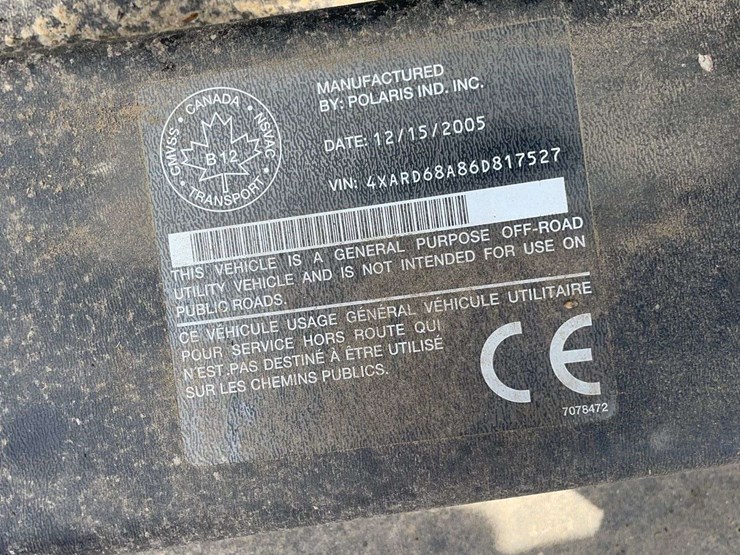 CANADA
CMVSS
NSVAC
B12
TRANSPORT
MANUFACTURED
BY: POLARIS IND. INC.
DATE: 12/15/2005
VIN: 4XARD68A86D817527
THIS VEHICLE IS A GENERAL PURPOSE OFF-ROAD
UTILITY VEHICLE AND IS NOT INTENDED FOR USE ON
PUBLIC ROADS.
CE VÉHICULE USAGE GÉNÉRAL VÉHICULE UTILITAIRE
POUR SERVICE HORS ROUTE QUI
N'EST PAS DESTINÉ À ÊTRE UTILISÉ
SUR LES CHEMINS PUBLICS.
CE
7078472